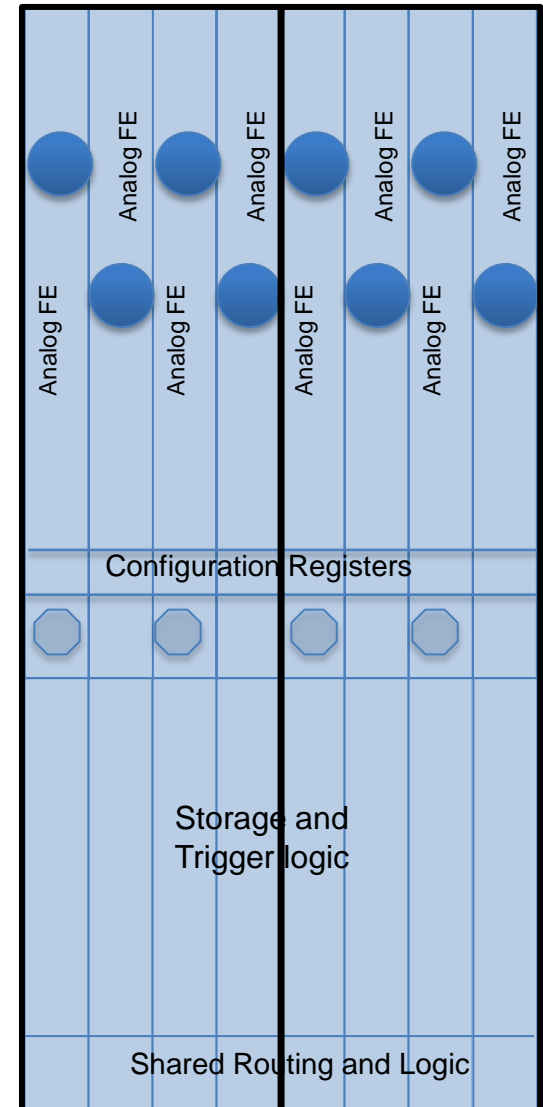 Analog FE
Analog FE
Analog FE
Analog FE
Analog FE
Analog FE
Analog FE
Analog FE
Configuration Registers
Storage and
Trigger logic
Shared Routing and Logic